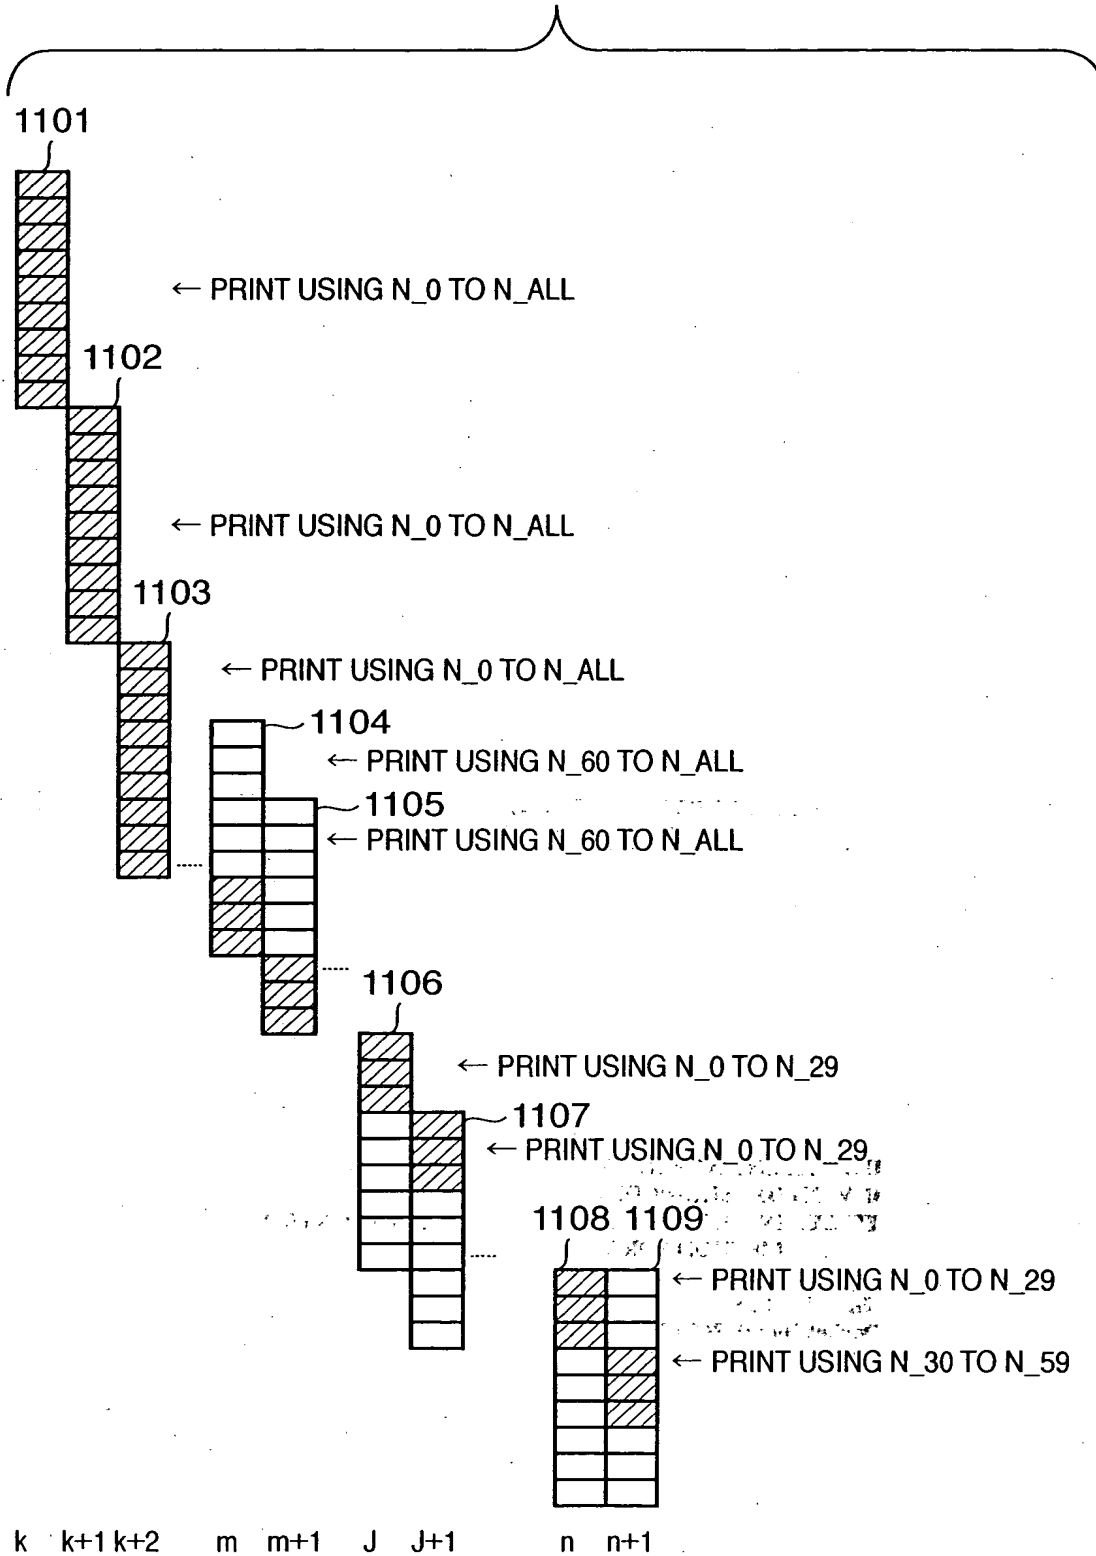 1101
← PRINT USING N_0 TO N_ALL
1102
← PRINT USING N_0 TO N_ALL
1103
← PRINT USING N_0 TO N_ALL
1104
← PRINT USING N_60 TO N_ALL
1105
← PRINT USING N_60 TO N_ALL
1106
← PRINT USING N_0 TO N_29
1107
← PRINT USING N_0 TO N_29
1108 1109
← PRINT USING N_0 TO N_29
← PRINT USING N_30 TO N_59
k k+1 k+2 m m+1 J J+1 n n+1